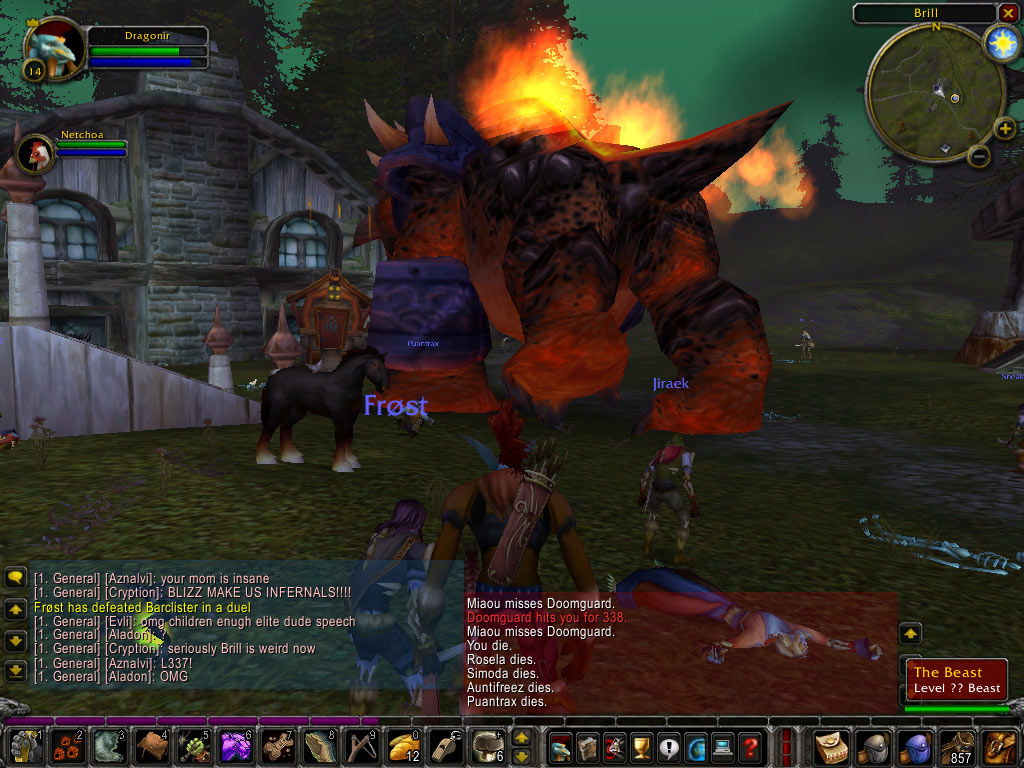 Dragonir
14
Netchoa
Brill
N
Puantrax
Jiraek
Frøst
[1. General] [Aznalvi]: your mom is insane
[1. General] [Cryption]: BLIZZ MAKE US INFERNALS!!!!
Frøst has defeated Barclister in a duel
[1. General] [Evli]: omg children enugh elite dude speech
[1. General] [Aladon]:
[1. General] [Cryption]: seriously Brill is weird now
[1. General] [Aznalvi]: L337!
[1. General] [Aladon]: OMG
Miaou misses Doomguard.
Doomguard hits you for 338.
Miaou misses Doomguard.
You die.
Rosela dies.
Simoda dies.
Auntifreez dies.
Puantrax dies.
The Beast
Level ?? Beast
1 2 3 4 5 6 7 8 9 0
12
6
857